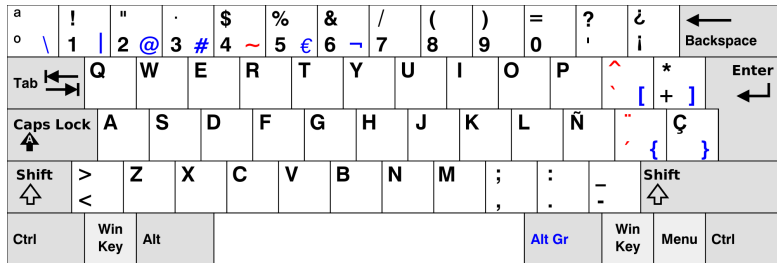 a ! " · $ % & / ( ) = ? ¿
º \ 1 | 2 @ 3 # 4 ~ 5 € 6 ¬ 7 8 9 0 ' ¡ Backspace
Tab Q W E R T Y U I O P ^ * Enter
` [ + ]
Caps Lock A S D F G H J K L Ñ ¨ Ç
A ´ { }
Shift > Z X C V B N M ; : _ Shift
< , . -
Ctrl Win Key Alt Alt Gr Win Key Menu Ctrl